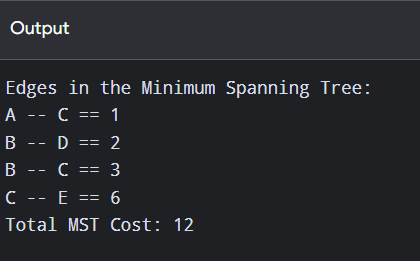 Output
Edges in the Minimum Spanning Tree:
A -- C == 1
B -- D == 2
B -- C == 3
C -- E == 6
Total MST Cost: 12